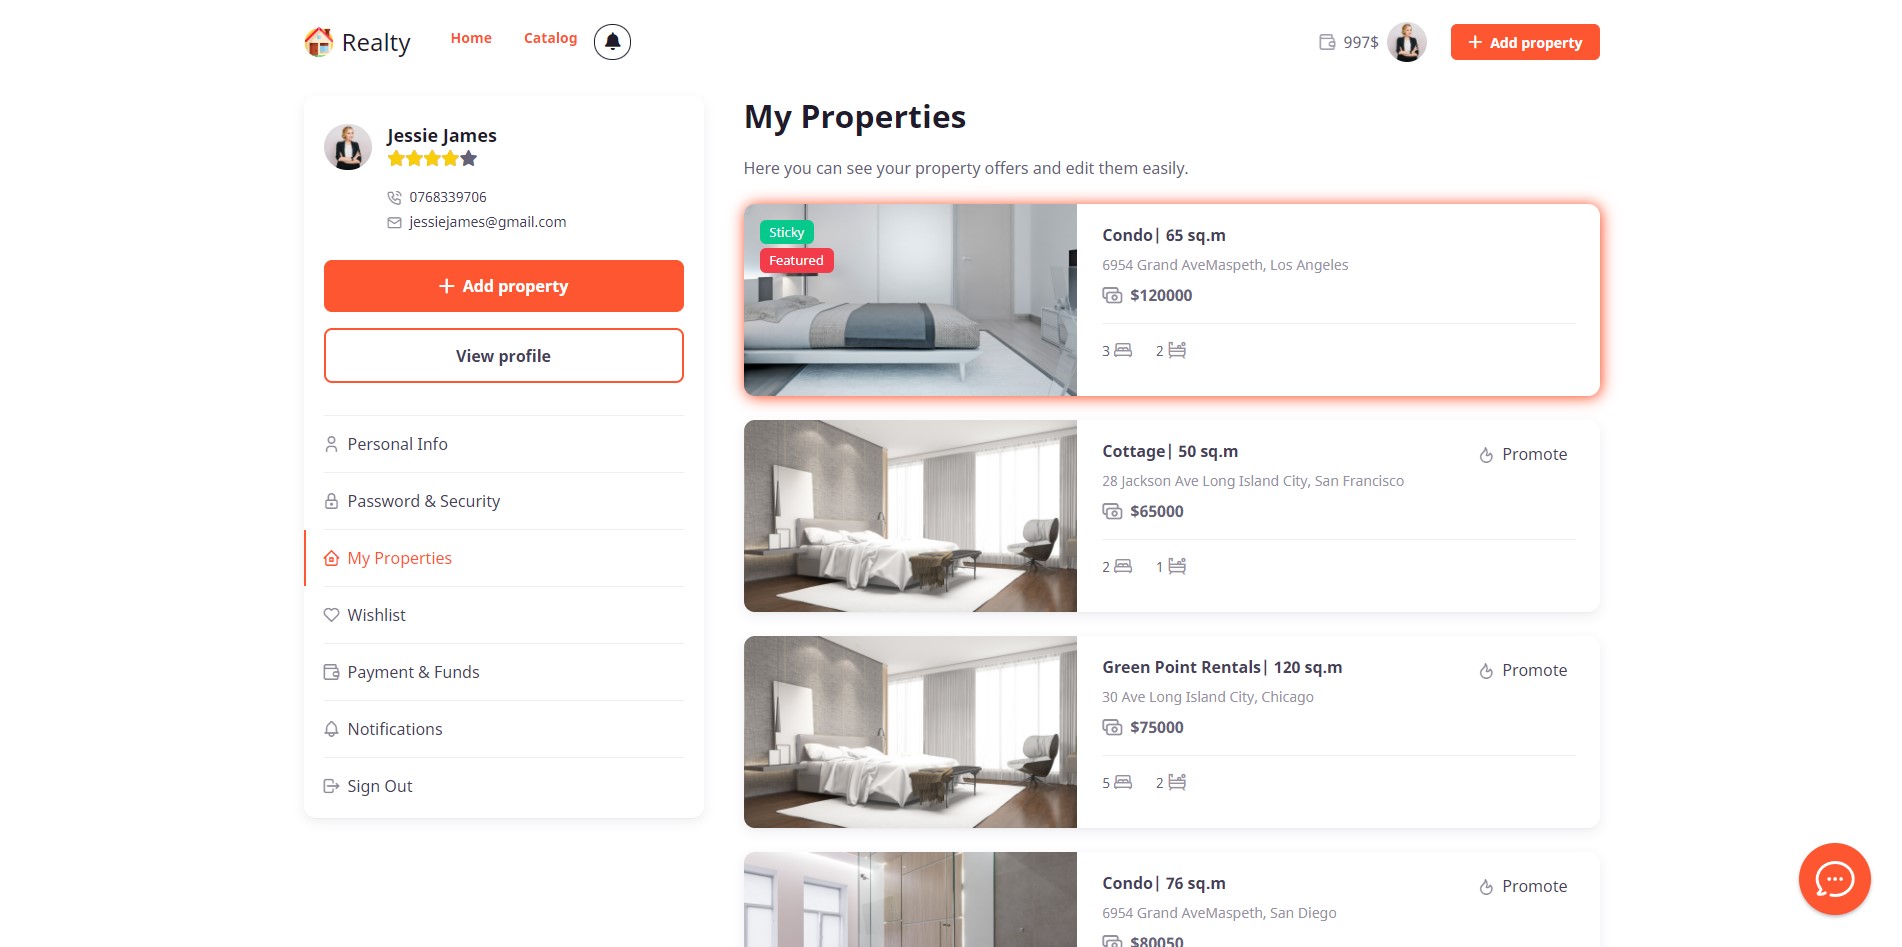 Realty
Home
Catalog
997$
Add property
Jessie James
0768339706
jessiejames@gmail.com
Add property
View profile
Personal Info
Password & Security
My Properties
Wishlist
Payment & Funds
Notifications
Sign Out
My Properties
Here you can see your property offers and edit them easily.
Sticky
Featured
Condo| 65 sq.m
6954 Grand AveMaspeth, Los Angeles
$120000
3 2
Cottage| 50 sq.m
Promote
28 Jackson Ave Long Island City, San Francisco
$65000
2 1
Green Point Rentals| 120 sq.m
Promote
30 Ave Long Island City, Chicago
$75000
5 2
Condo| 76 sq.m
Promote
6954 Grand AveMaspeth, San Diego
$80050